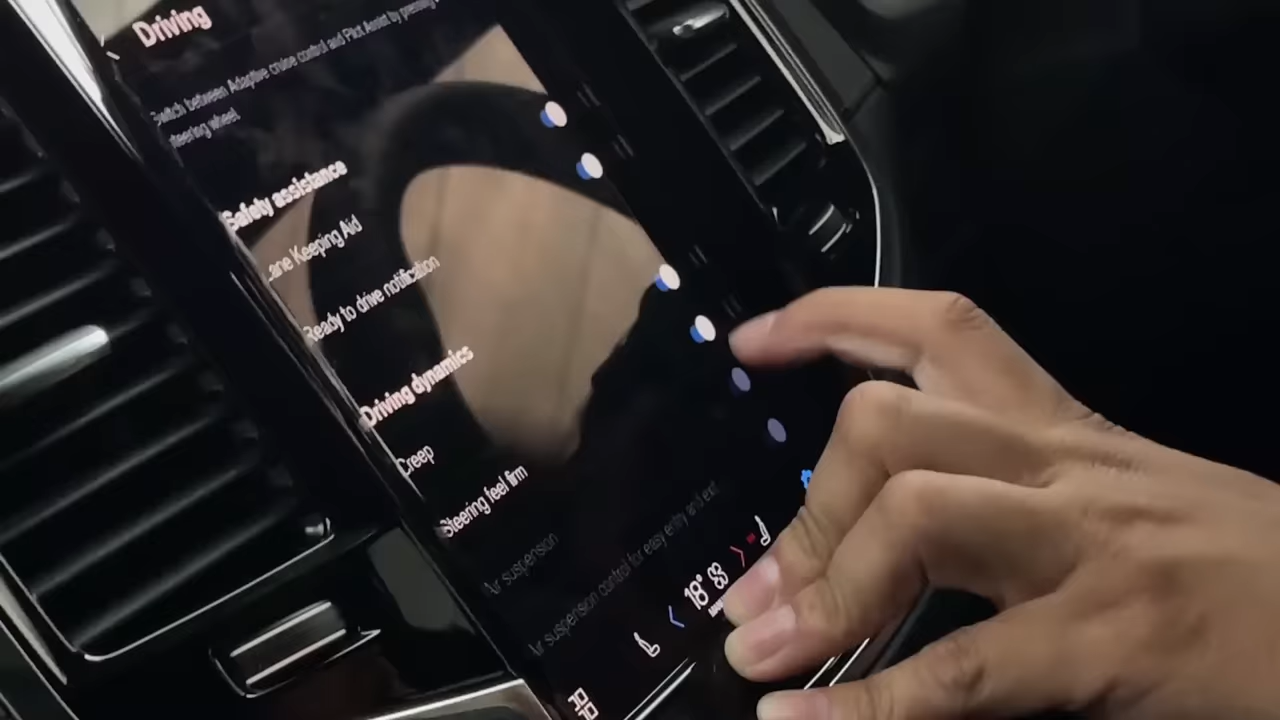 Driving
Switch between Adaptive cruise control and Pilot Assist by pressing
steering wheel.
Safety assistance
Lane Keeping Aid
Ready to drive notification
Driving dynamics
Creep
Steering feel firm
Air suspension
Air suspension control for easy entry and exit
18°